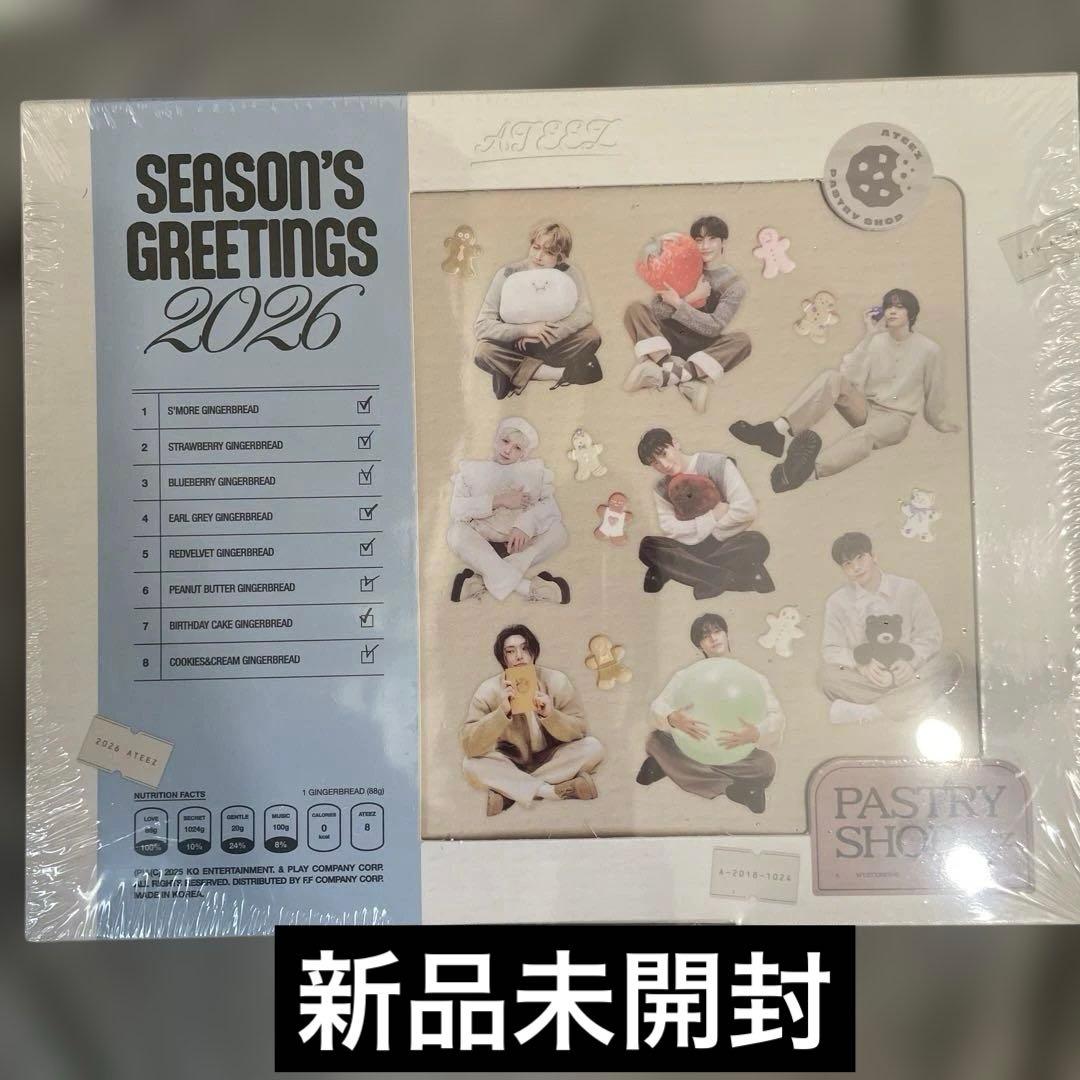 ATEEZ
ATEEZ
PASTRY SHOP
SEASON'S
GREETINGS
2026
1 S'MORE GINGERBREAD
2 STRAWBERRY GINGERBREAD
3 BLUEBERRY GINGERBREAD
4 EARL GREY GINGERBREAD
5 REDVELVET GINGERBREAD
6 PEANUT BUTTER GINGERBREAD
7 BIRTHDAY CAKE GINGERBREAD
8 COOKIES&CREAM GINGERBREAD
2026 ATEEZ
NUTRITION FACTS 1 GINGERBREAD (88g)
LOVE SECRET GENTLE MUSIC CALORIES ATEEZ
88g 1024g 20g 100g 0 8
kcal
100% 10% 24% 8%
(P) (C) 2025 KQ ENTERTAINMENT. & PLAY COMPANY CORP.
ALL RIGHTS RESERVED. DISTRIBUTED BY F.F COMPANY CORP.
MADE IN KOREA.
PASTRY
A-2018-1024
新品未開封